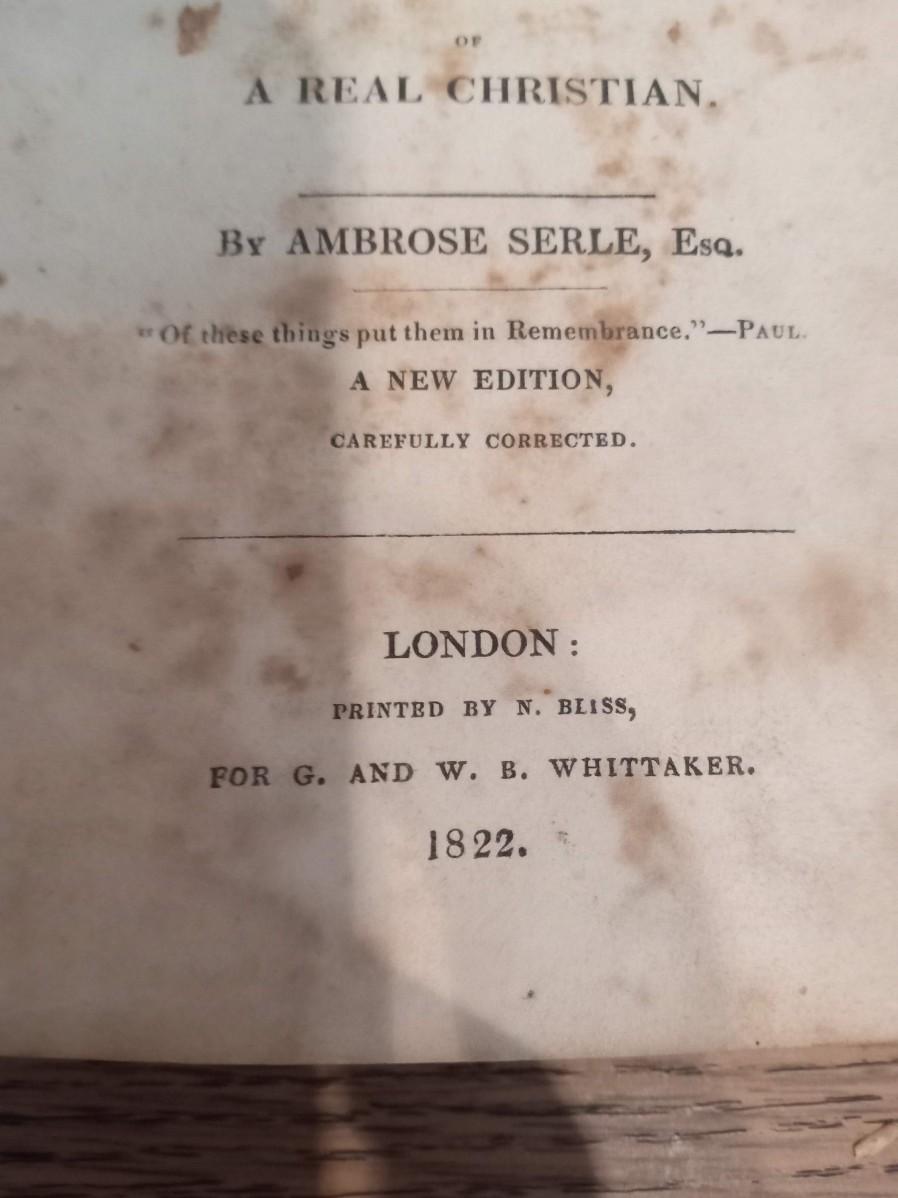 OF
A REAL CHRISTIAN.
By AMBROSE SERLE, Esq.
"Of these things put them in Remembrance."—Paul.
A NEW EDITION,
CAREFULLY CORRECTED.
LONDON:
PRINTED BY N. BLISS,
FOR G. AND W. B. WHITTAKER.
1822.